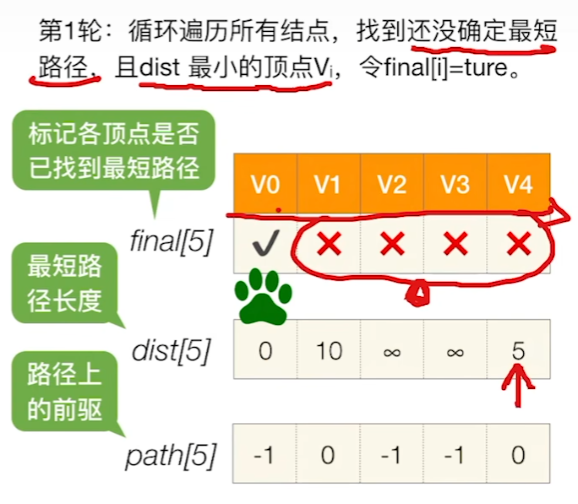 第1轮：循环遍历所有结点，找到还没确定最短
路径，且dist 最小的顶点Vi，令final[i]=ture。
标记各顶点是否
已找到最短路径
V0 V1 V2 V3 V4
final[5] ✓ ✕ ✕ ✕ ✕
最短路
径长度
dist[5] 0 10 ∞ ∞ 5
路径上
的前驱
path[5] -1 0 -1 -1 0